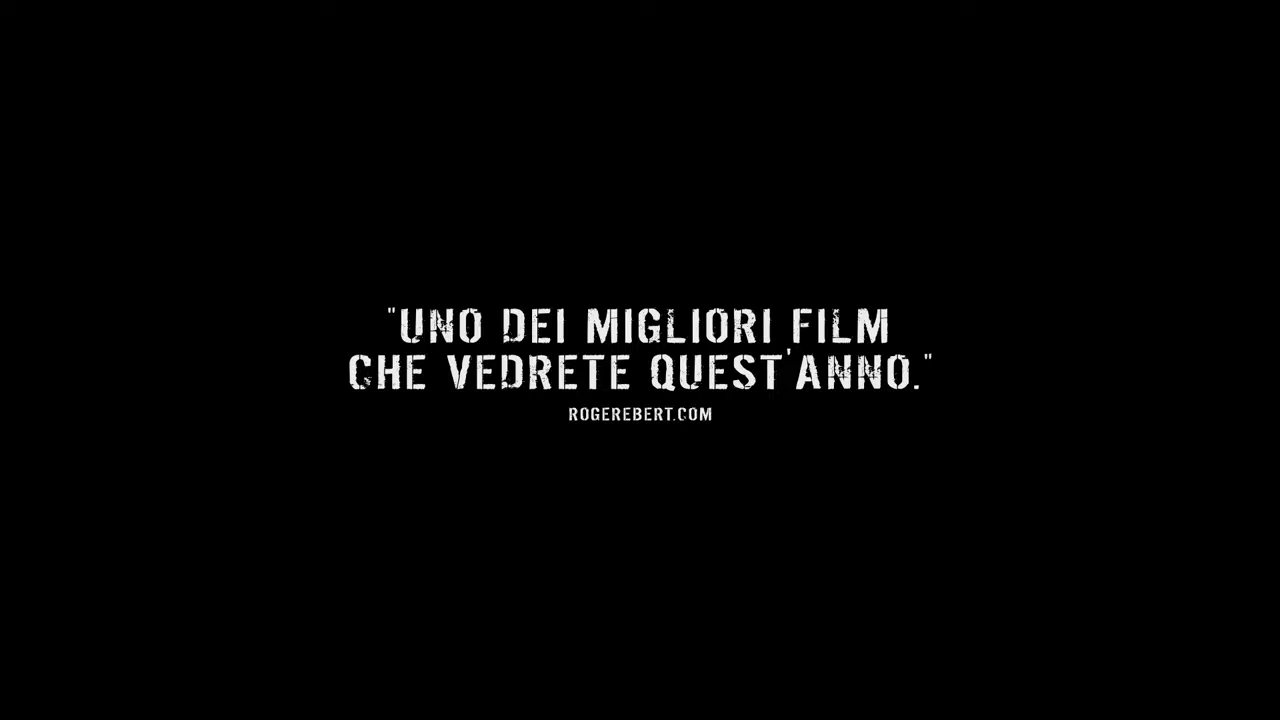 "UNO DEI MIGLIORI FILM
CHE VEDRETE QUEST'ANNO."
ROGEREBERT.COM